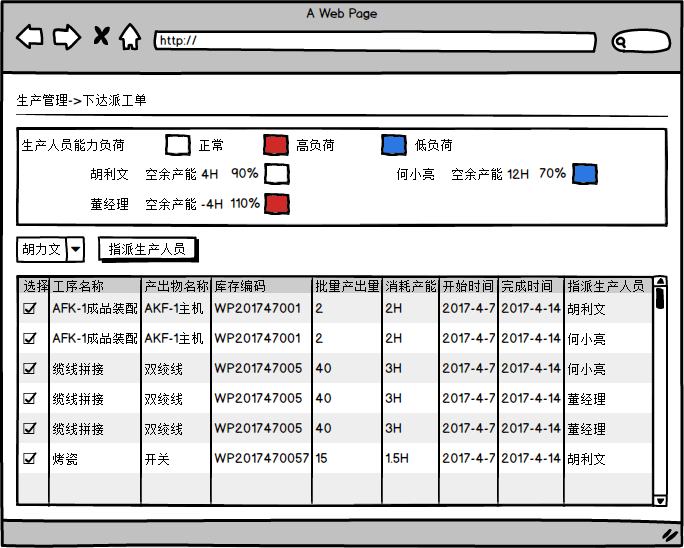 A Web Page
http://
生产管理->下达派工单
生产人员能力负荷 正常 高负荷 低负荷
胡利文 空余产能 4H 90% 何小亮 空余产能 12H 70%
董经理 空余产能 -4H 110%
胡力文 指派生产人员
选择 工序名称 产出物名称 库存编码 批量产出量 消耗产能 开始时间 完成时间 指派生产人员
AFK-1成品装配 AKF-1主机 WP201747001 2 2H 2017-4-7 2017-4-14 胡利文
AFK-1成品装配 AKF-1主机 WP201747001 2 2H 2017-4-7 2017-4-14 何小亮
缆线拼接 双绞线 WP201747005 40 3H 2017-4-7 2017-4-14 何小亮
缆线拼接 双绞线 WP201747005 40 3H 2017-4-7 2017-4-14 董经理
缆线拼接 双绞线 WP201747005 40 3H 2017-4-7 2017-4-14 董经理
烤瓷 开关 WP2017470057 15 1.5H 2017-4-7 2017-4-14 胡利文